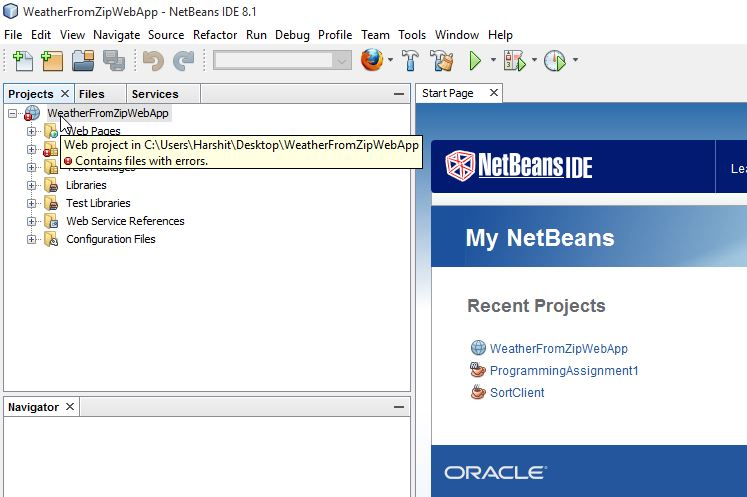 WeatherFromZipWebApp - NetBeans IDE 8.1
File Edit View Navigate Source Refactor Run Debug Profile Team Tools Window Help
Projects Files Services
Start Page
WeatherFromZipWebApp
Web Pages
Web project in C:\Users\Harshit\Desktop\WeatherFromZipWebApp
Contains files with errors.
Test Packages
Libraries
Test Libraries
Web Service References
Configuration Files
NetBeans IDE
Lea
My NetBeans
Recent Projects
WeatherFromZipWebApp
ProgrammingAssignment1
SortClient
Navigator
ORACLE